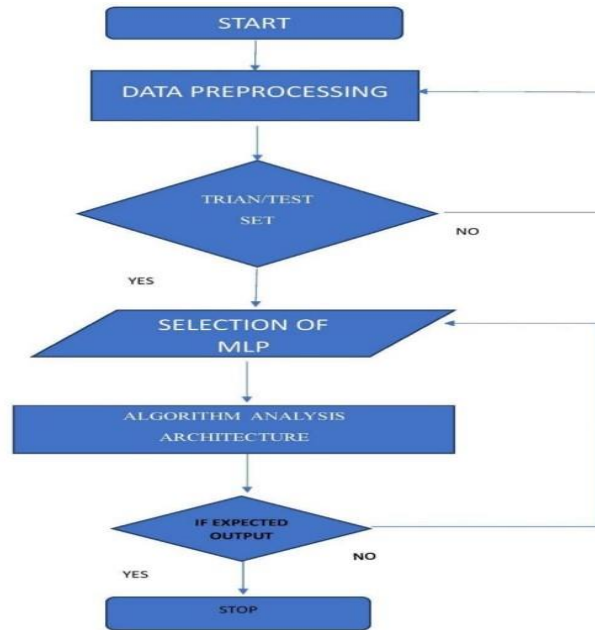 START
DATA PREPROCESSING
TRIAN/TEST
SET
NO
YES
SELECTION OF
MLP
ALGORITHM ANALYSIS
ARCHITECTURE
IF EXPECTED
OUTPUT
NO
YES
STOP